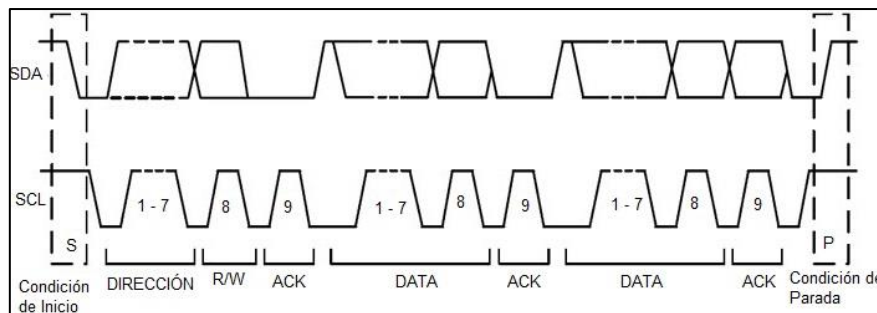 SDA
SCL
1 - 7
8
9
1 - 7
8
9
1 - 7
8
9
S
P
Condición
de Inicio
DIRECCIÓN
R/W
ACK
DATA
ACK
DATA
ACK
Condición de
Parada